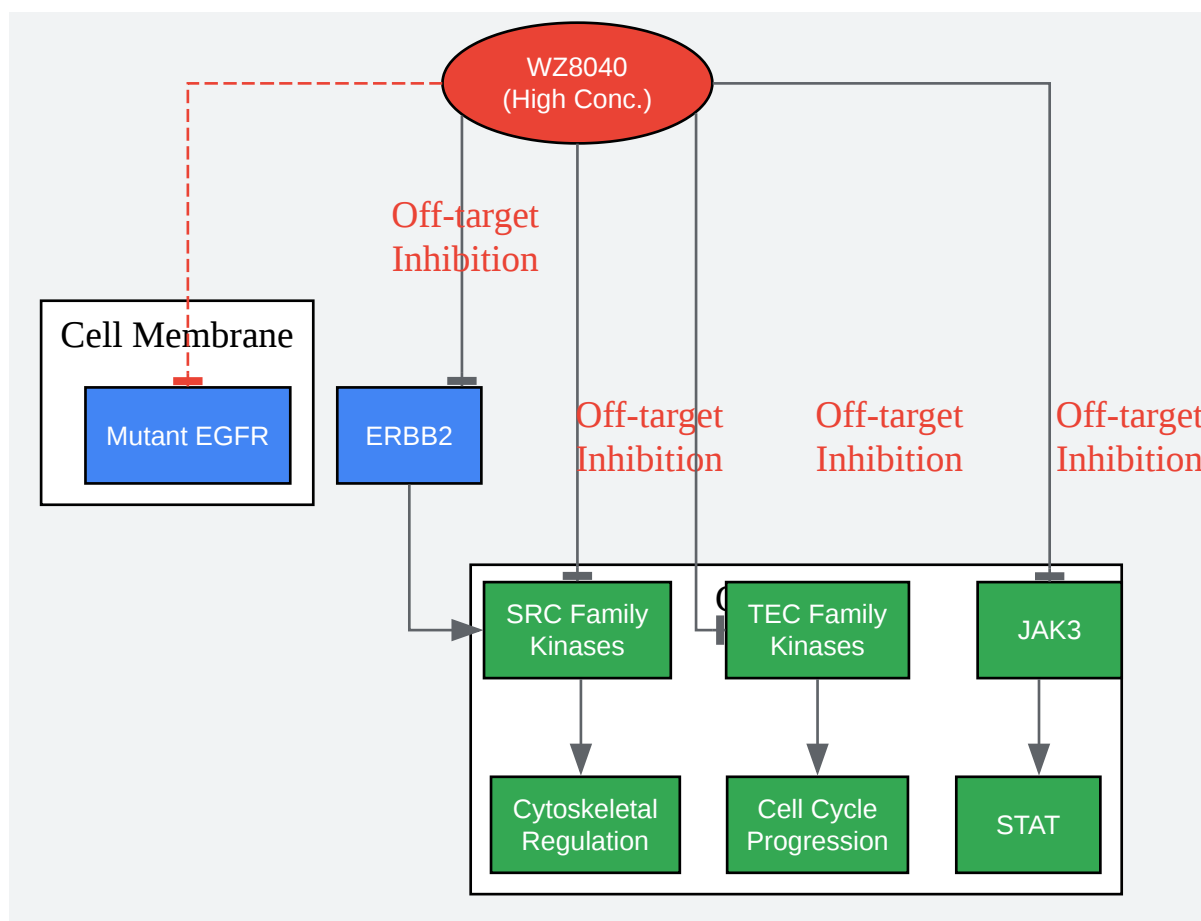 WZ8040
(High Conc.)
Off-target
Inhibition
Cell Membrane
Mutant EGFR
ERBB2
Off-target
Inhibition
Off-target
Inhibition
Off-target
Inhibition
SRC Family
Kinases
TEC Family
Kinases
JAK3
Cytoskeletal
Regulation
Cell Cycle
Progression
STAT